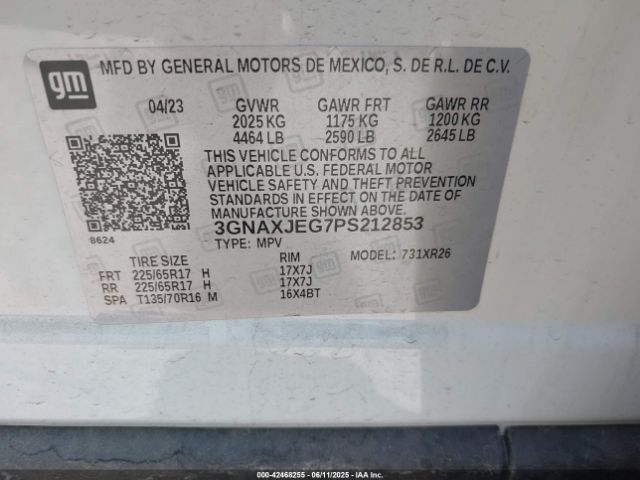 gm
MFD BY GENERAL MOTORS DE MEXICO, S. DE R.L. DE C.V.
04/23 GVWR GAWR FRT GAWR RR
2025 KG 1175 KG 1200 KG
4464 LB 2590 LB 2645 LB
THIS VEHICLE CONFORMS TO ALL
APPLICABLE U.S. FEDERAL MOTOR
VEHICLE SAFETY AND THEFT PREVENTION
STANDARDS IN EFFECT ON THE DATE OF
MANUFACTURE SHOWN ABOVE.
3GNAXJEG7PS212853
8624
TYPE: MPV MODEL: 731XR26
TIRE SIZE RIM
FRT 225/65R17 H 17X7J
RR 225/65R17 H 17X7J
SPA T135/70R16 M 16X4BT
000-42468255 - 06/11/2025 - IAAI.COM